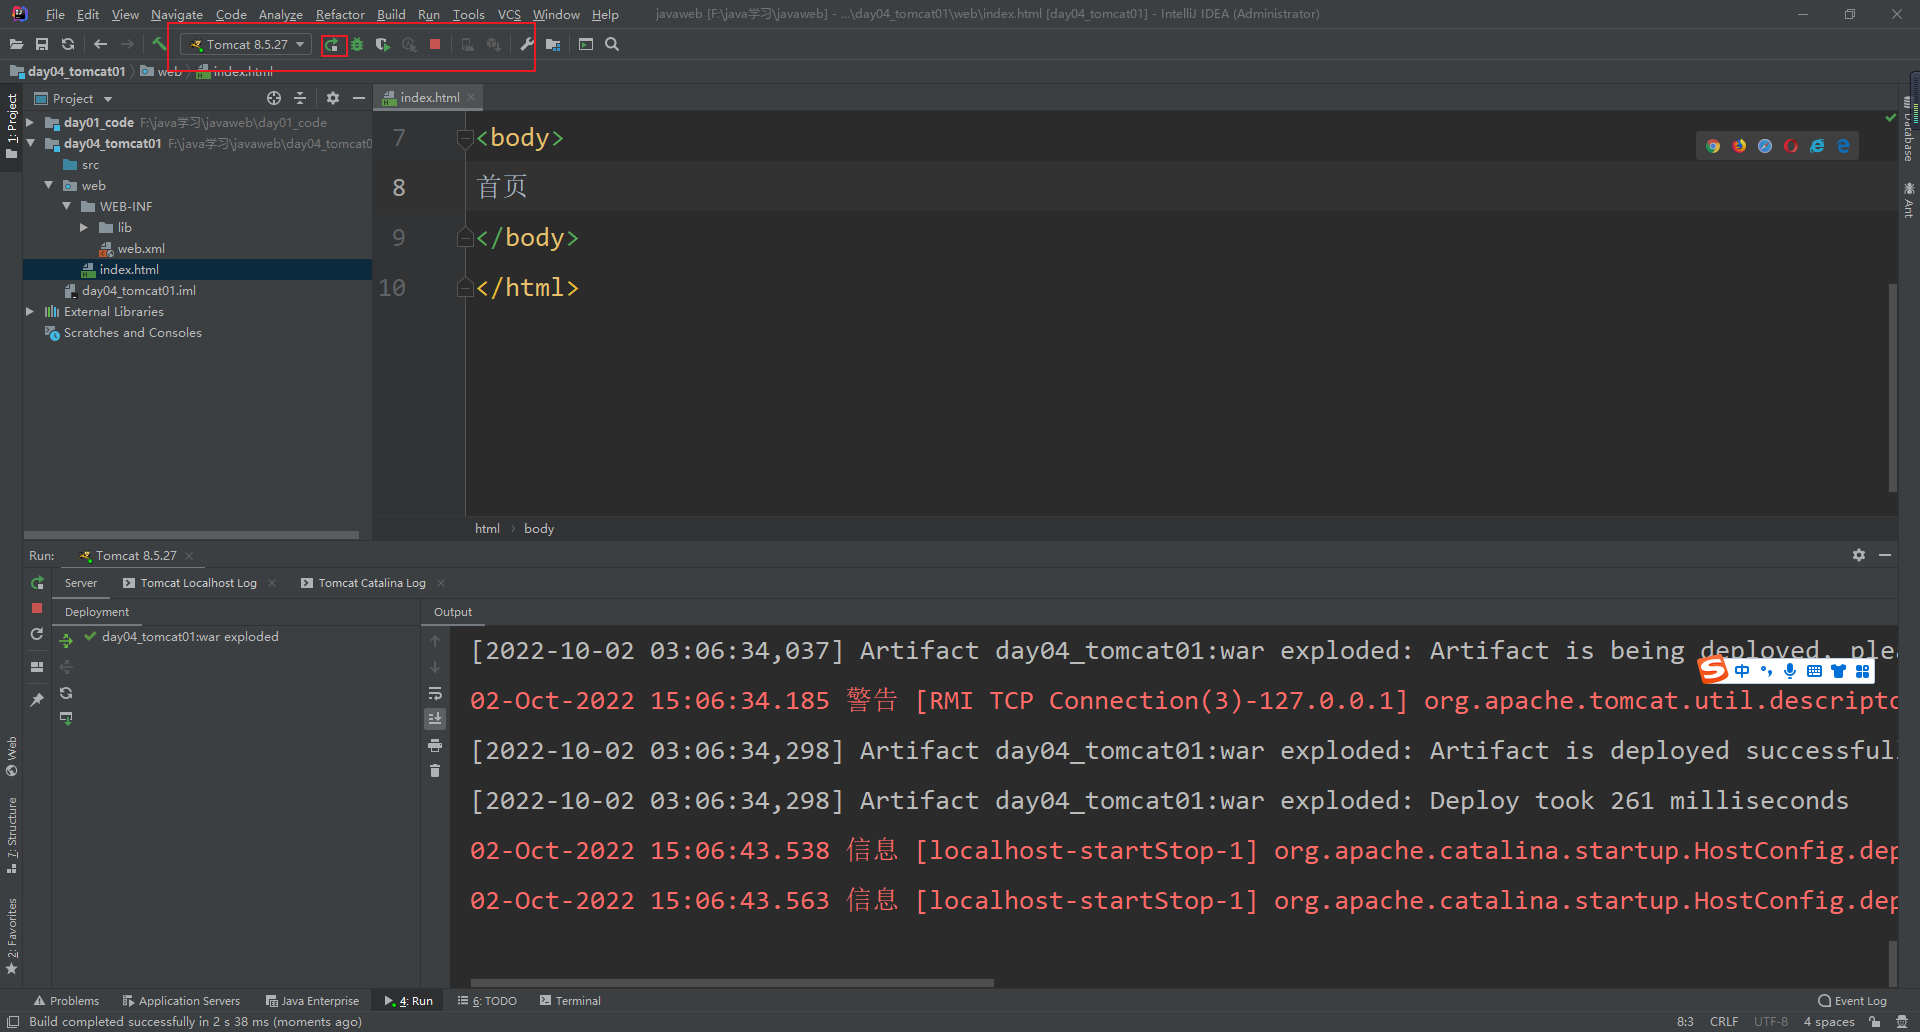 File Edit View Navigate Code Analyze Refactor Build Run Tools VCS Window Help
javaweb [F:\java学习\javaweb] - ...\day04_tomcat01\web\index.html [day04_tomcat01] - IntelliJ IDEA (Administrator)
Tomcat 8.5.27
day04_tomcat01 web index.html
Project
index.html
1: Project
day01_code F:\java学习\javaweb\day01_code
day04_tomcat01 F:\java学习\javaweb\day04_tomcat0
src
web
WEB-INF
lib
web.xml
index.html
day04_tomcat01.iml
External Libraries
Scratches and Consoles
7 <body>
8 首页
9 </body>
10 </html>
Database
Ant
html body
Run: Tomcat 8.5.27
Server Tomcat Localhost Log Tomcat Catalina Log
Deployment
Output
day04_tomcat01:war exploded
[2022-10-02 03:06:34,037] Artifact day04_tomcat01:war exploded: Artifact is being deployed, plea
中
02-Oct-2022 15:06:34.185 警告 [RMI TCP Connection(3)-127.0.0.1] org.apache.tomcat.util.descripto
[2022-10-02 03:06:34,298] Artifact day04_tomcat01:war exploded: Artifact is deployed successful
[2022-10-02 03:06:34,298] Artifact day04_tomcat01:war exploded: Deploy took 261 milliseconds
02-Oct-2022 15:06:43.538 信息 [localhost-startStop-1] org.apache.catalina.startup.HostConfig.dep
02-Oct-2022 15:06:43.563 信息 [localhost-startStop-1] org.apache.catalina.startup.HostConfig.dep
Web
7: Structure
2: Favorites
Problems Application Servers Java Enterprise 4: Run 6: TODO Terminal
Event Log
Build completed successfully in 2 s 38 ms (moments ago)
8:3 CRLF UTF-8 4 spaces